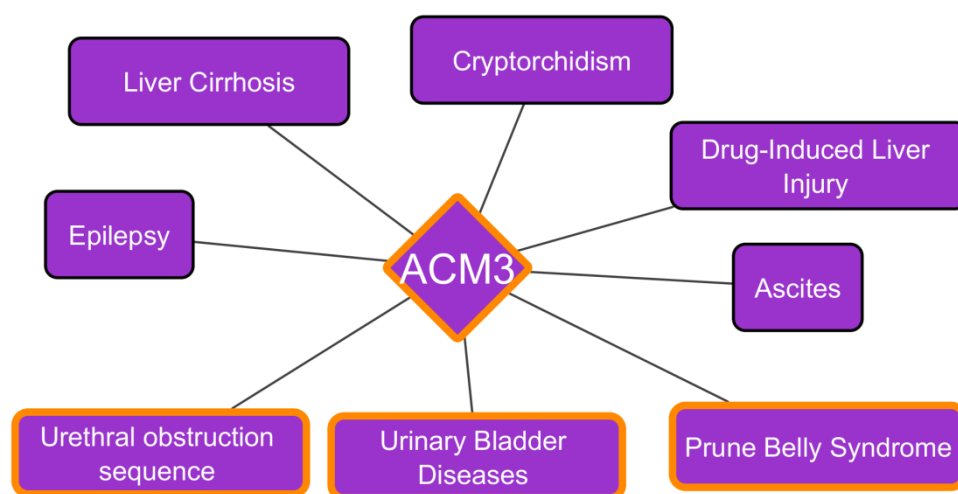 Cryptorchidism
Liver Cirrhosis
Drug-Induced Liver
Injury
Epilepsy
ACM3
Ascites
Urethral obstruction
sequence
Urinary Bladder
Diseases
Prune Belly Syndrome